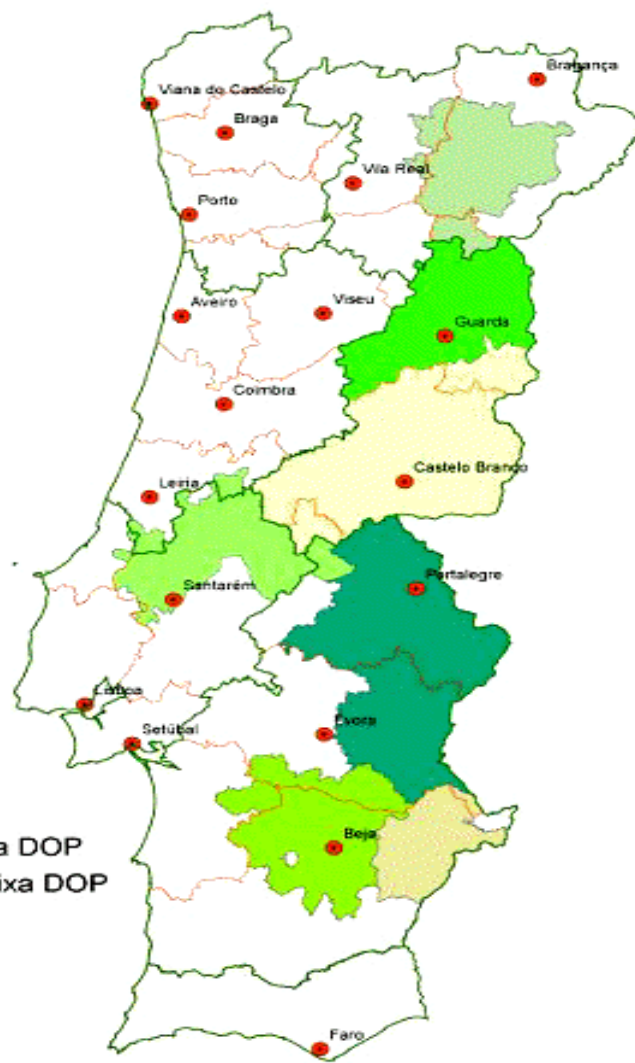 Bragança
Viana do Castelo
Braga
Vila Real
Porto
Aveiro
Viseu
Guarda
Coimbra
Castelo Branco
Leiria
Portalegre
Santarém
Lisboa
Setúbal
Évora
a DOP
Beja
ixa DOP
Faro